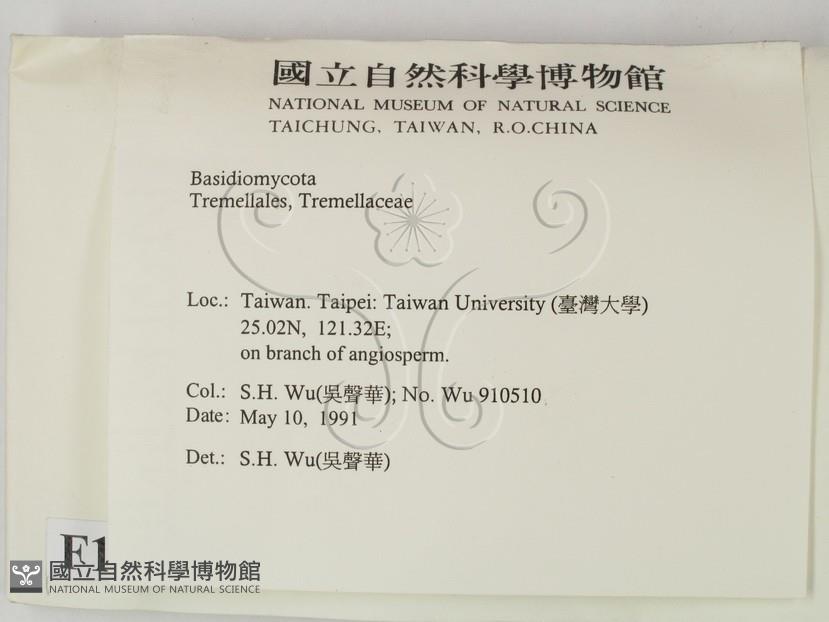 國立自然科學博物館
NATIONAL MUSEUM OF NATURAL SCIENCE
TAICHUNG, TAIWAN, R.O.CHINA
Basidiomycota
Tremellales, Tremellaceae
Loc.: Taiwan. Taipei: Taiwan University (臺灣大學)
25.02N, 121.32E;
on branch of angiosperm.
Col.: S.H. Wu(吳聲華); No. Wu 910510
Date: May 10, 1991
Det.: S.H. Wu(吳聲華)
F1
國立自然科學博物館
NATIONAL MUSEUM OF NATURAL SCIENCE